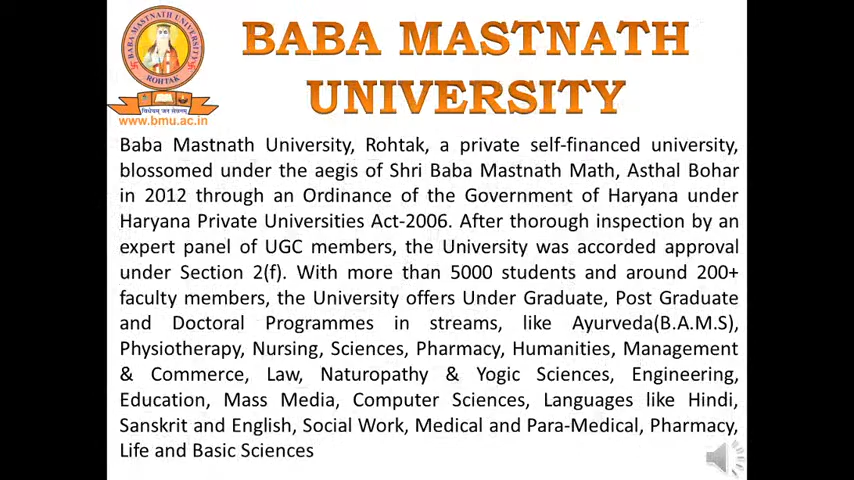 BABA MASTNATH UNIVERSITY
ROHTAK
www.bmu.ac.in
BABA MASTNATH
UNIVERSITY
Baba Mastnath University, Rohtak, a private self-financed university,
blossomed under the aegis of Shri Baba Mastnath Math, Asthal Bohar
in 2012 through an Ordinance of the Government of Haryana under
Haryana Private Universities Act-2006. After thorough inspection by an
expert panel of UGC members, the University was accorded approval
under Section 2(f). With more than 5000 students and around 200+
faculty members, the University offers Under Graduate, Post Graduate
and Doctoral Programmes in streams, like Ayurveda(B.A.M.S),
Physiotherapy, Nursing, Sciences, Pharmacy, Humanities, Management
& Commerce, Law, Naturopathy & Yogic Sciences, Engineering,
Education, Mass Media, Computer Sciences, Languages like Hindi,
Sanskrit and English, Social Work, Medical and Para-Medical, Pharmacy,
Life and Basic Sciences